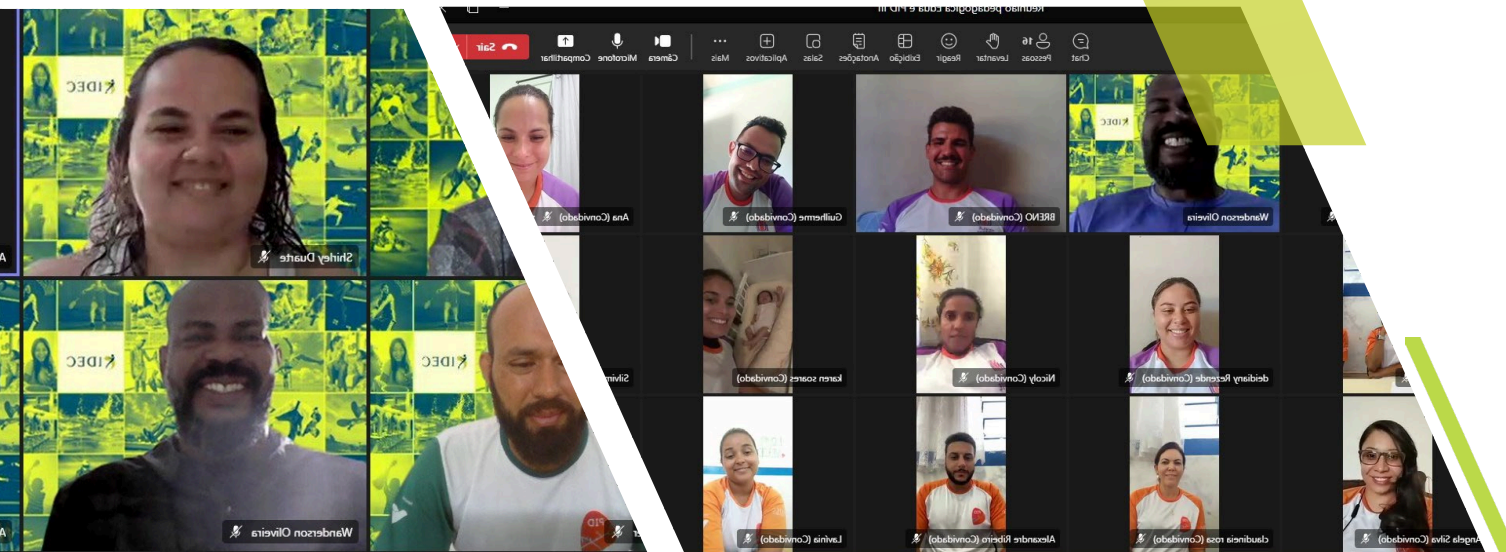 IDEC
Shirley Duarte
IDEC
Wanderson Oliveira
PID
Reunião pedagógica Educ e PID III
Chat
Pessoas
16
Levantar
Reagir
Exibição
Anotações
Salas
Aplicativos
Mais
Câmera
Microfone
Compartilhar
Sair
IDEC
Wanderson Oliveira
BRENO (Convidado)
Guilherme (Convidado)
Ana (Convidado)
deidiany Rezende (Convidado)
Nicoly (Convidado)
karen soares (Convidado)
Angela Silva (Convidado)
claudineia rosa (Convidado)
Alexandre Ribeiro (Convidado)
Lavínia (Convidado)